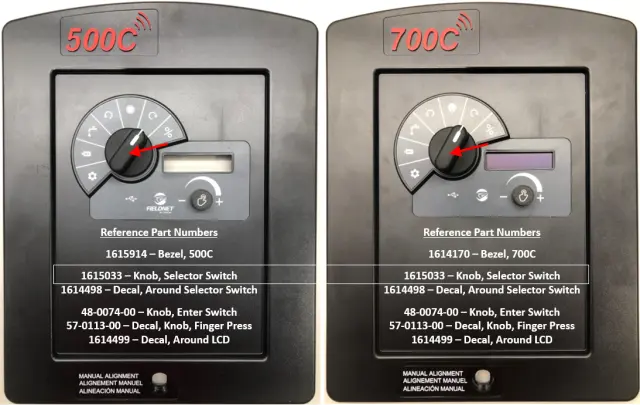 500C
FIELDNET
Reference Part Numbers
1615914 – Bezel, 500C
1615033 – Knob, Selector Switch
1614498 – Decal, Around Selector Switch
48-0074-00 – Knob, Enter Switch
57-0113-00 – Decal, Knob, Finger Press
1614499 – Decal, Around LCD
MANUAL ALIGNMENT
ALIGNEMENT MANUEL
ALINEACIÓN MANUAL
700C
Reference Part Numbers
1614170 – Bezel, 700C
1615033 – Knob, Selector Switch
1614498 – Decal, Around Selector Switch
48-0074-00 – Knob, Enter Switch
57-0113-00 – Decal, Knob, Finger Press
1614499 – Decal, Around LCD
MANUAL ALIGNMENT
ALIGNEMENT MANUEL
ALINEACIÓN MANUAL